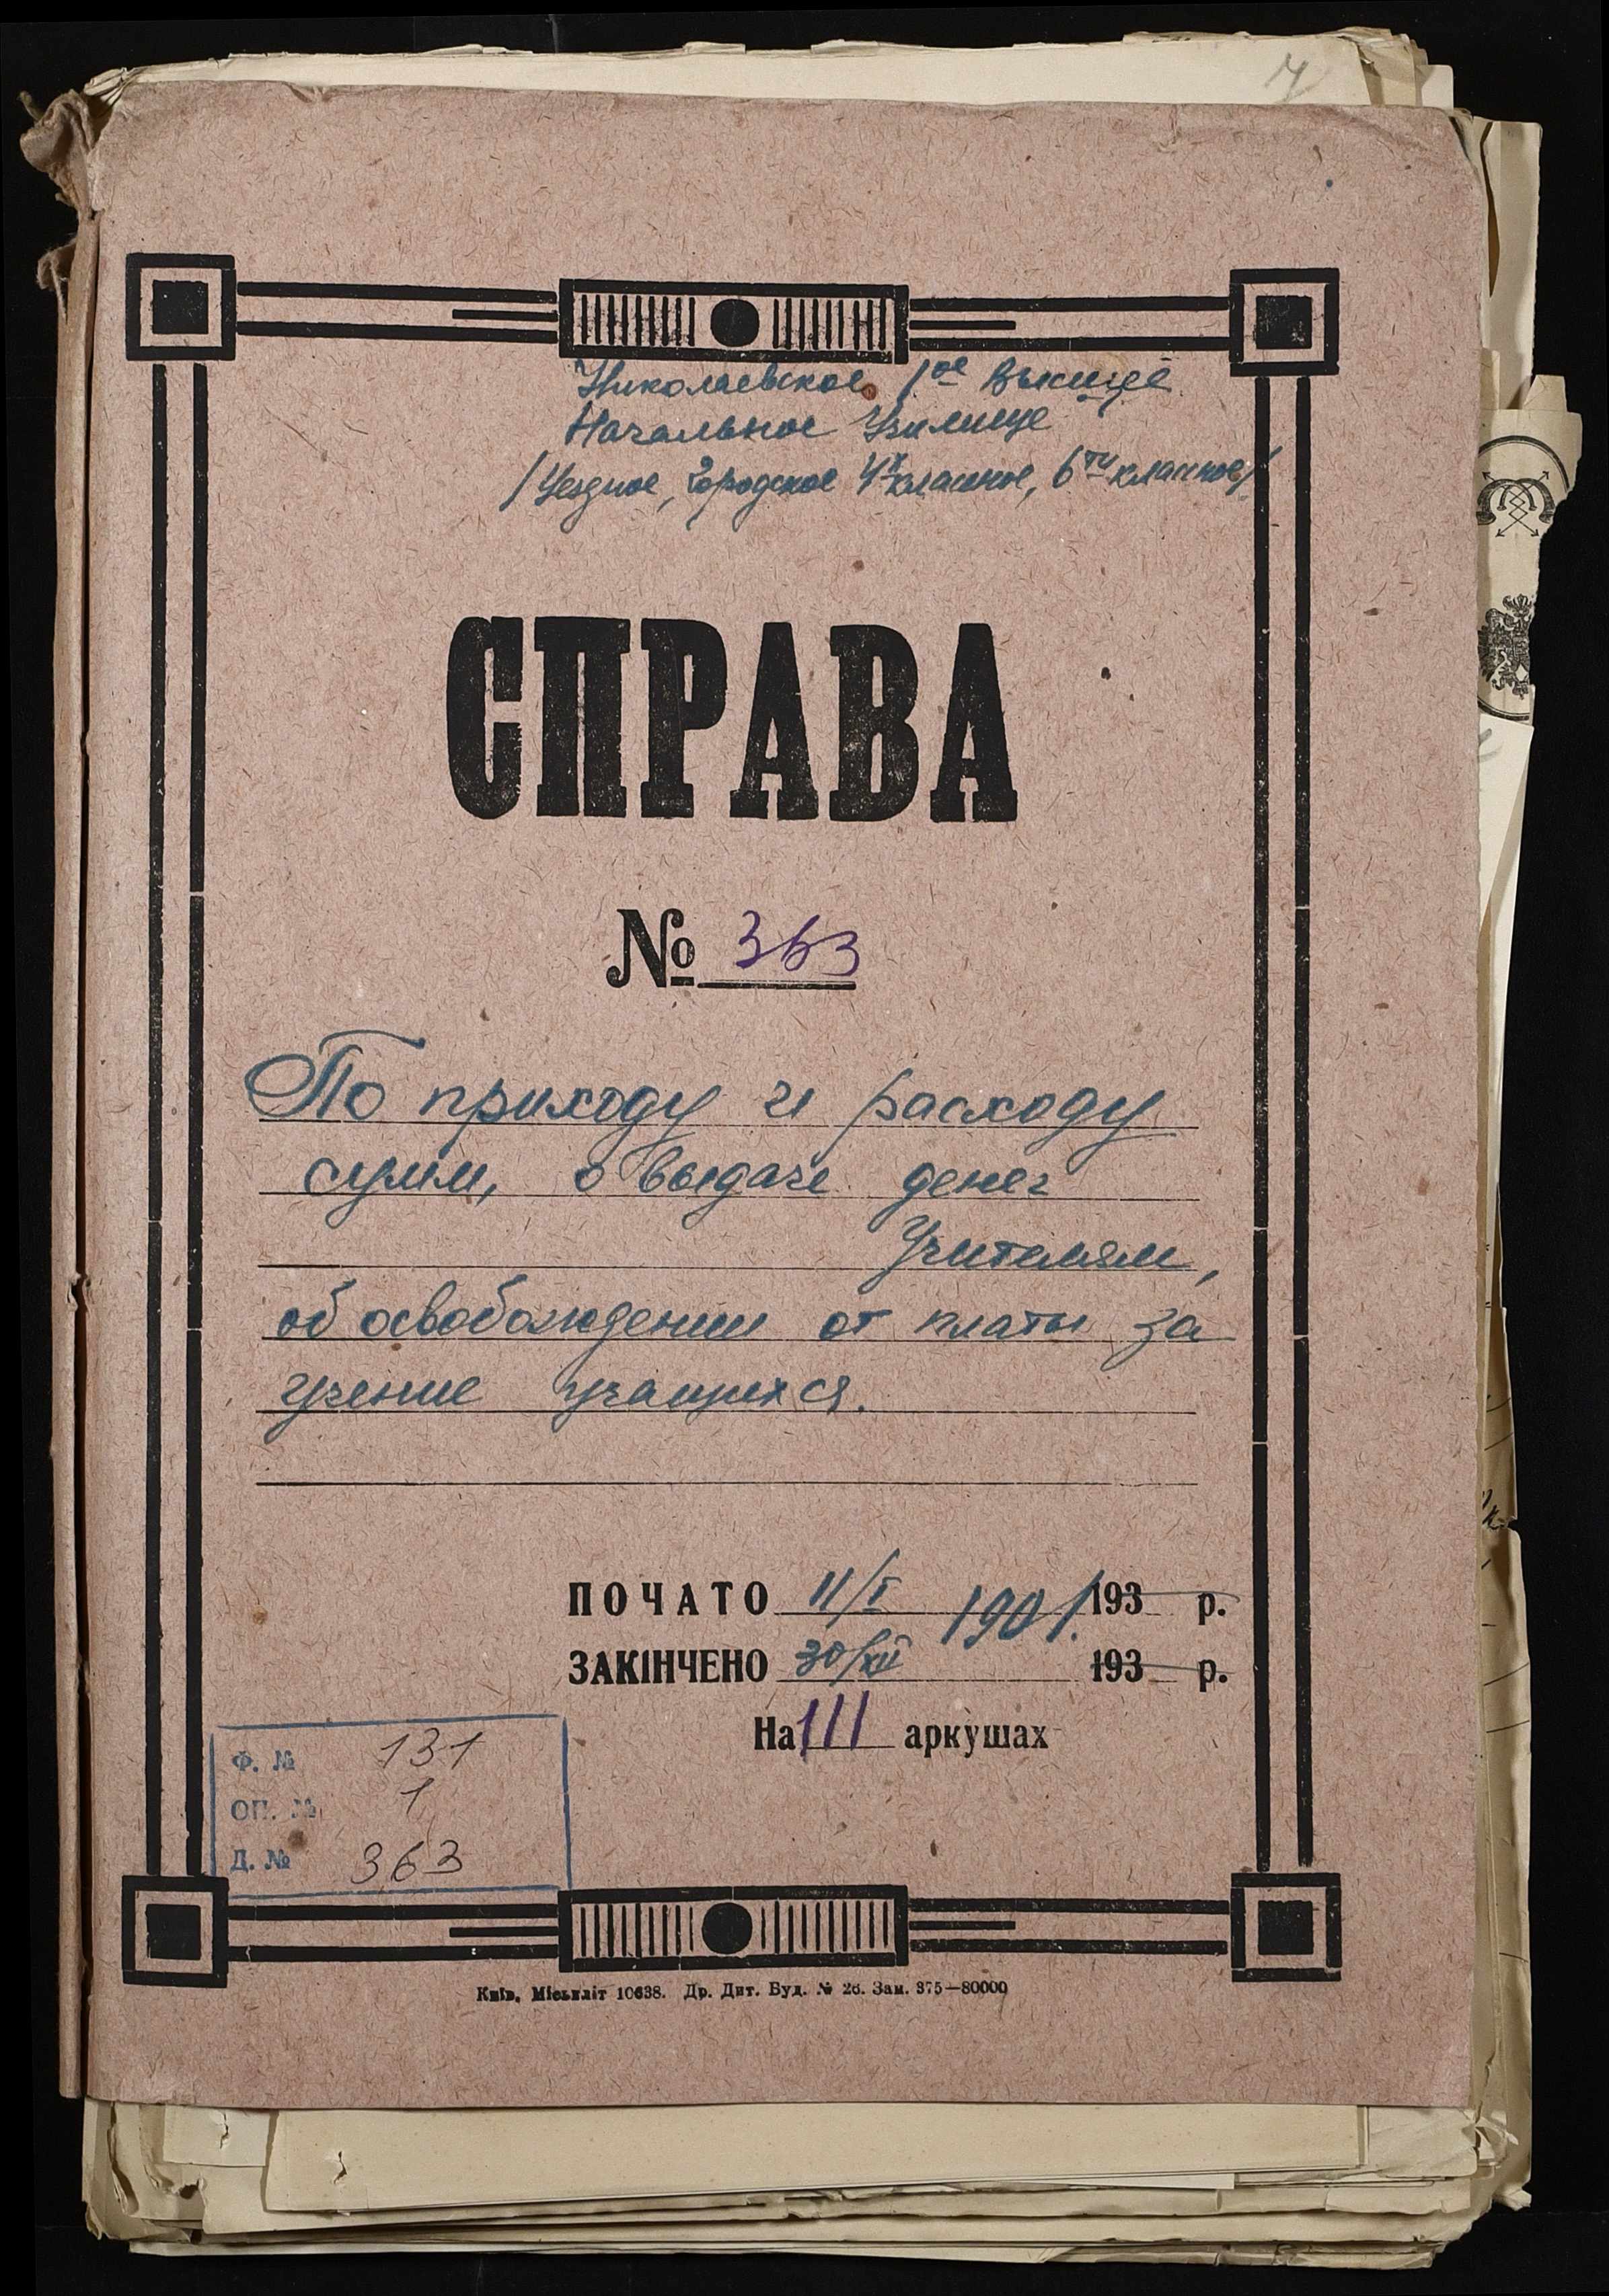 Николаевское 1ое Высшее
Начальное Училище
/Уездное, городское 4х классное, 6ти классное/
СПРАВА
№ 363
По приходу и расходу
сумм, о выдаче денег
Учителям,
об освобождении от платы за
учение учащихся.
ПОЧАТО 11/I 1901. 193 р.
ЗАКІНЧЕНО 30/XII 193 р.
На 111 аркушах
Ф. № 131
ОП. № 1
Д. № 363
Київ, Міськліт 10638. Др. Дит. Буд. № 26. Зам. 375—80000